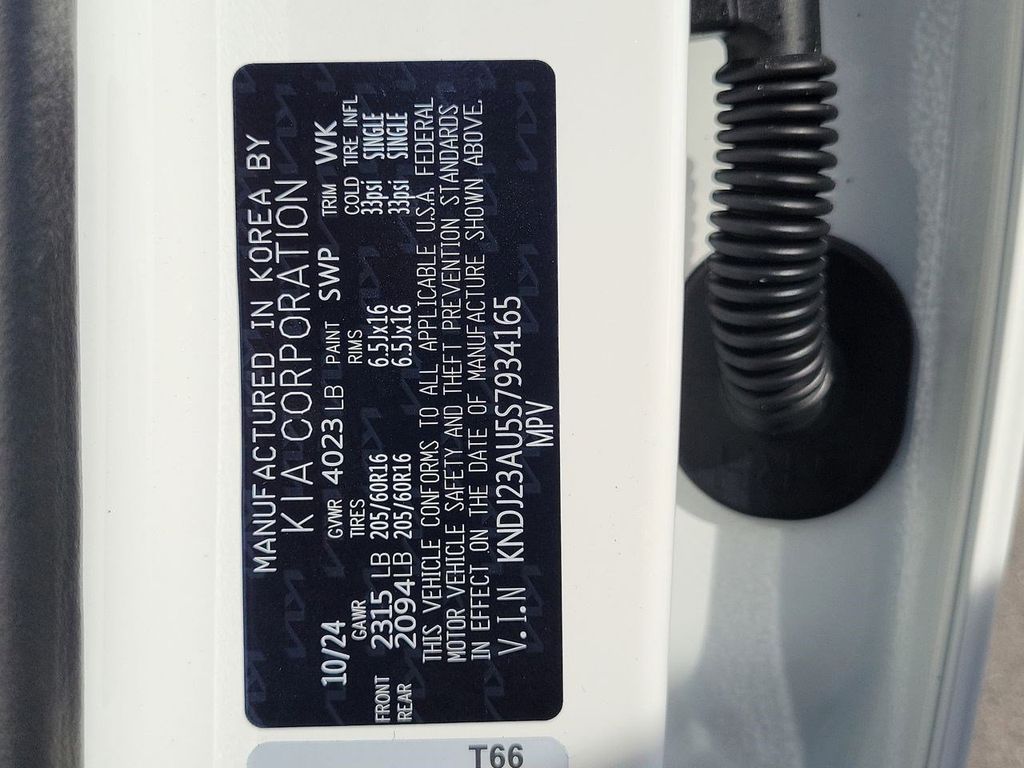 MANUFACTURED IN KOREA BY
KIA CORPORATION
10/24 GVWR 4023 LB PAINT SWP TRIM WK
GAWR TIRES RIMS COLD TIRE INFL
FRONT 2315 LB 205/60R16 6.5Jx16 33psi SINGLE
REAR 2094 LB 205/60R16 6.5Jx16 33psi SINGLE
THIS VEHICLE CONFORMS TO ALL APPLICABLE U.S.A. FEDERAL
MOTOR VEHICLE SAFETY AND THEFT PREVENTION STANDARDS
IN EFFECT ON THE DATE OF MANUFACTURE SHOWN ABOVE.
V.I.N KNDJ23AU5S7934165
MPV
T66